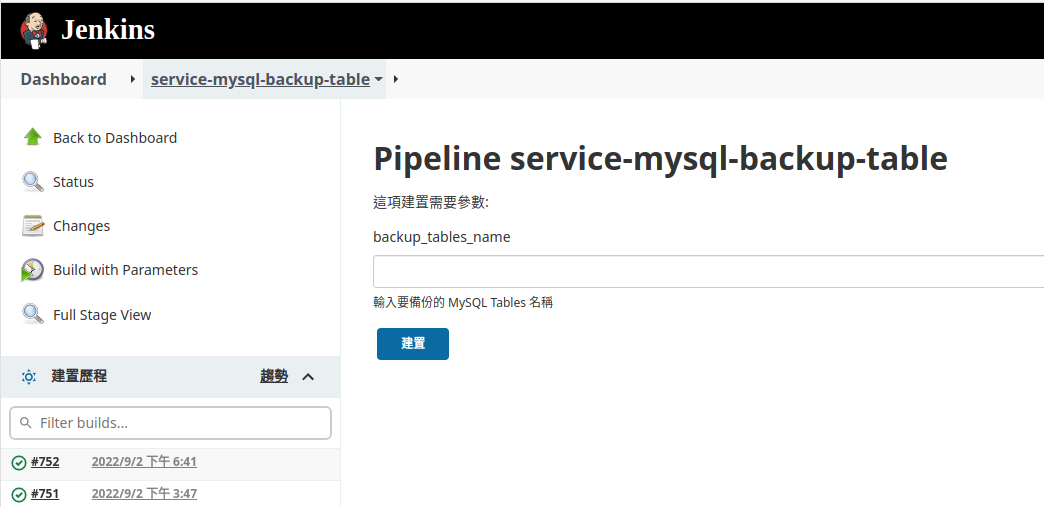 Jenkins
Dashboard
service-mysql-backup-table
Back to Dashboard
Status
Changes
Build with Parameters
Full Stage View
建置歷程
趨勢
Filter builds...
#752 2022/9/2 下午 6:41
#751 2022/9/2 下午 3:47
Pipeline service-mysql-backup-table
這項建置需要參數:
backup_tables_name
輸入要備份的 MySQL Tables 名稱
建置